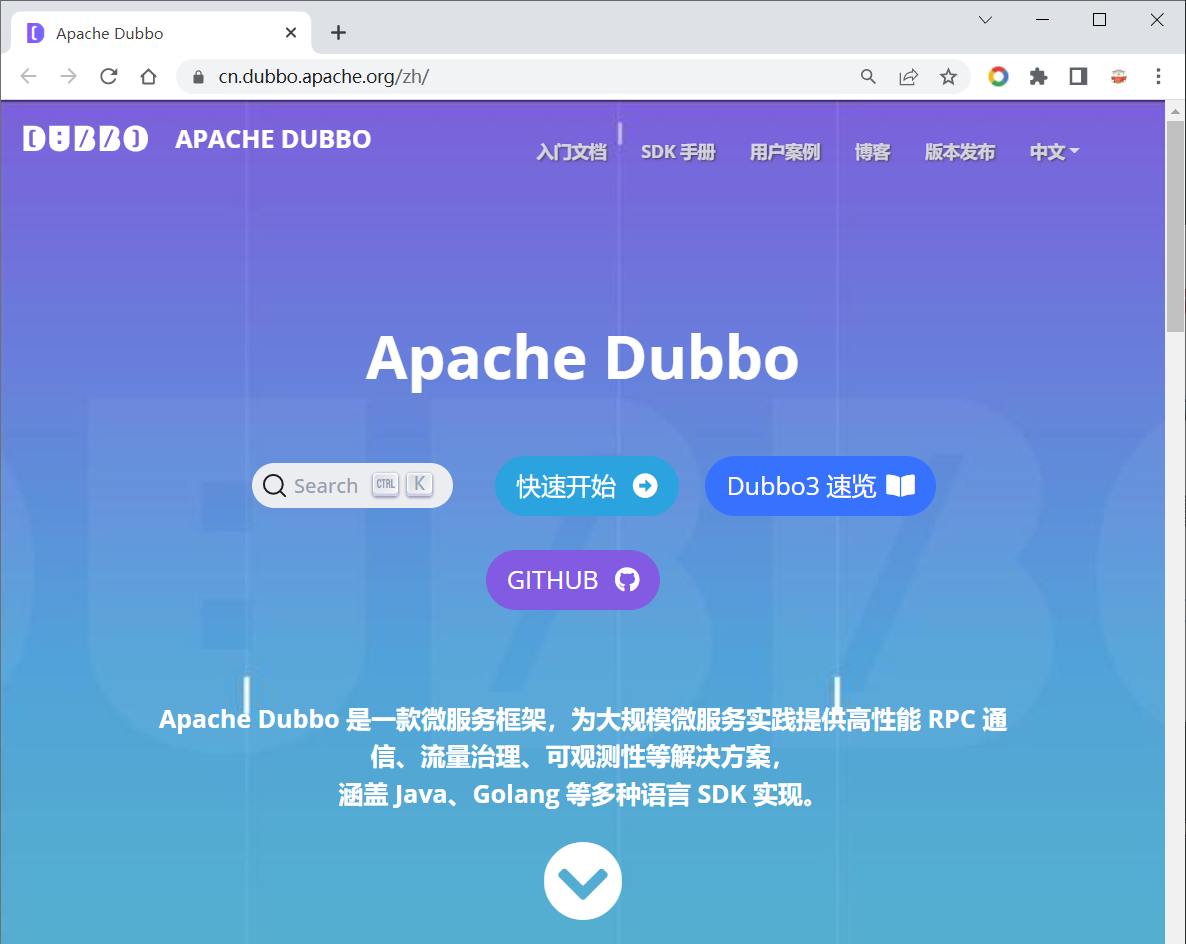 Apache Dubbo
cn.dubbo.apache.org/zh/
DUBBO APACHE DUBBO 入门文档 SDK 手册 用户案例 博客 版本发布 中文
Apache Dubbo
Search CTRL K 快速开始 Dubbo3 速览
GITHUB
Apache Dubbo 是一款微服务框架，为大规模微服务实践提供高性能 RPC 通
信、流量治理、可观测性等解决方案，
涵盖 Java、Golang 等多种语言 SDK 实现。